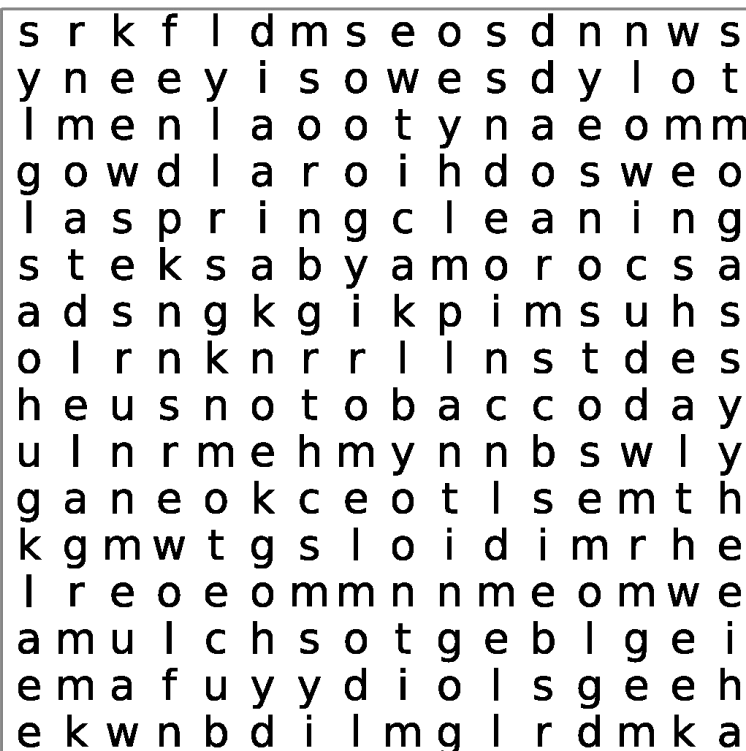 s r k f l d m s e o s d n n w s
y n e e y i s o w e s d y l o t
l m e n l a o o t y n a e o m m
g o w d l a r o i h d o s w e o
l a s p r i n g c l e a n i n g
s t e k s a b y a m o r o c s a
a d s n g k g i k p i m s u h s
o l r n k n r r l l n s t d e s
h e u s n o t o b a c c o d a y
u l n r m e h m y n n b s w l y
g a n e o k c e o t l s e m t h
k g m w t g s l o i d i m r h e
l r e o e o m m n n m e o m w e
a m u l c h s o t g e b l g e i
e m a f u y y d i o l s g e e h
e k w n b d i l m g l r d m k a